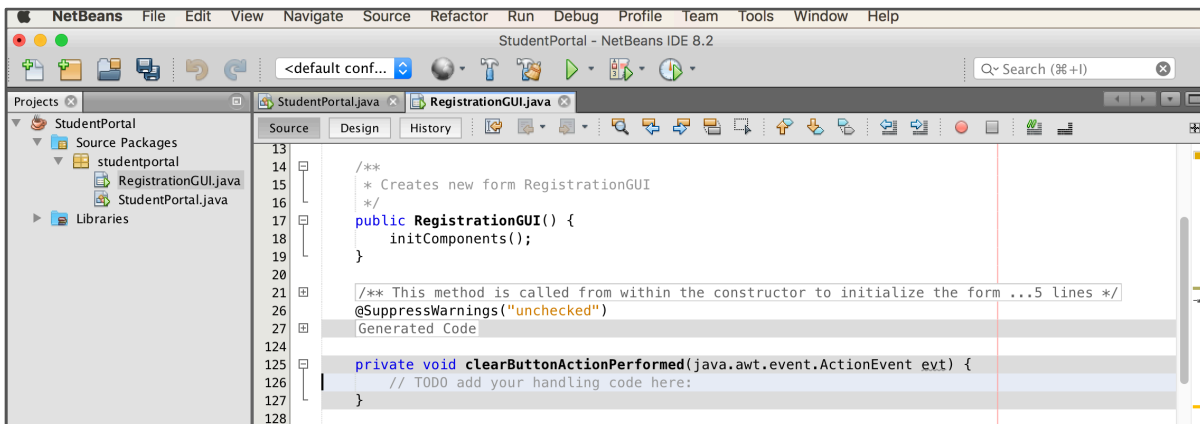 NetBeans File Edit View Navigate Source Refactor Run Debug Profile Team Tools Window Help
StudentPortal - NetBeans IDE 8.2
<default conf... Search (⌘+I)
Projects StudentPortal.java RegistrationGUI.java
StudentPortal
Source Packages
studentportal
RegistrationGUI.java
StudentPortal.java
Libraries
Source Design History
13
14 /**
15 * Creates new form RegistrationGUI
16 */
17 public RegistrationGUI() {
18 initComponents();
19 }
20
21 /** This method is called from within the constructor to initialize the form ...5 lines */
26 @SuppressWarnings("unchecked")
27 Generated Code
124
125 private void clearButtonActionPerformed(java.awt.event.ActionEvent evt) {
126 // TODO add your handling code here:
127 }
128